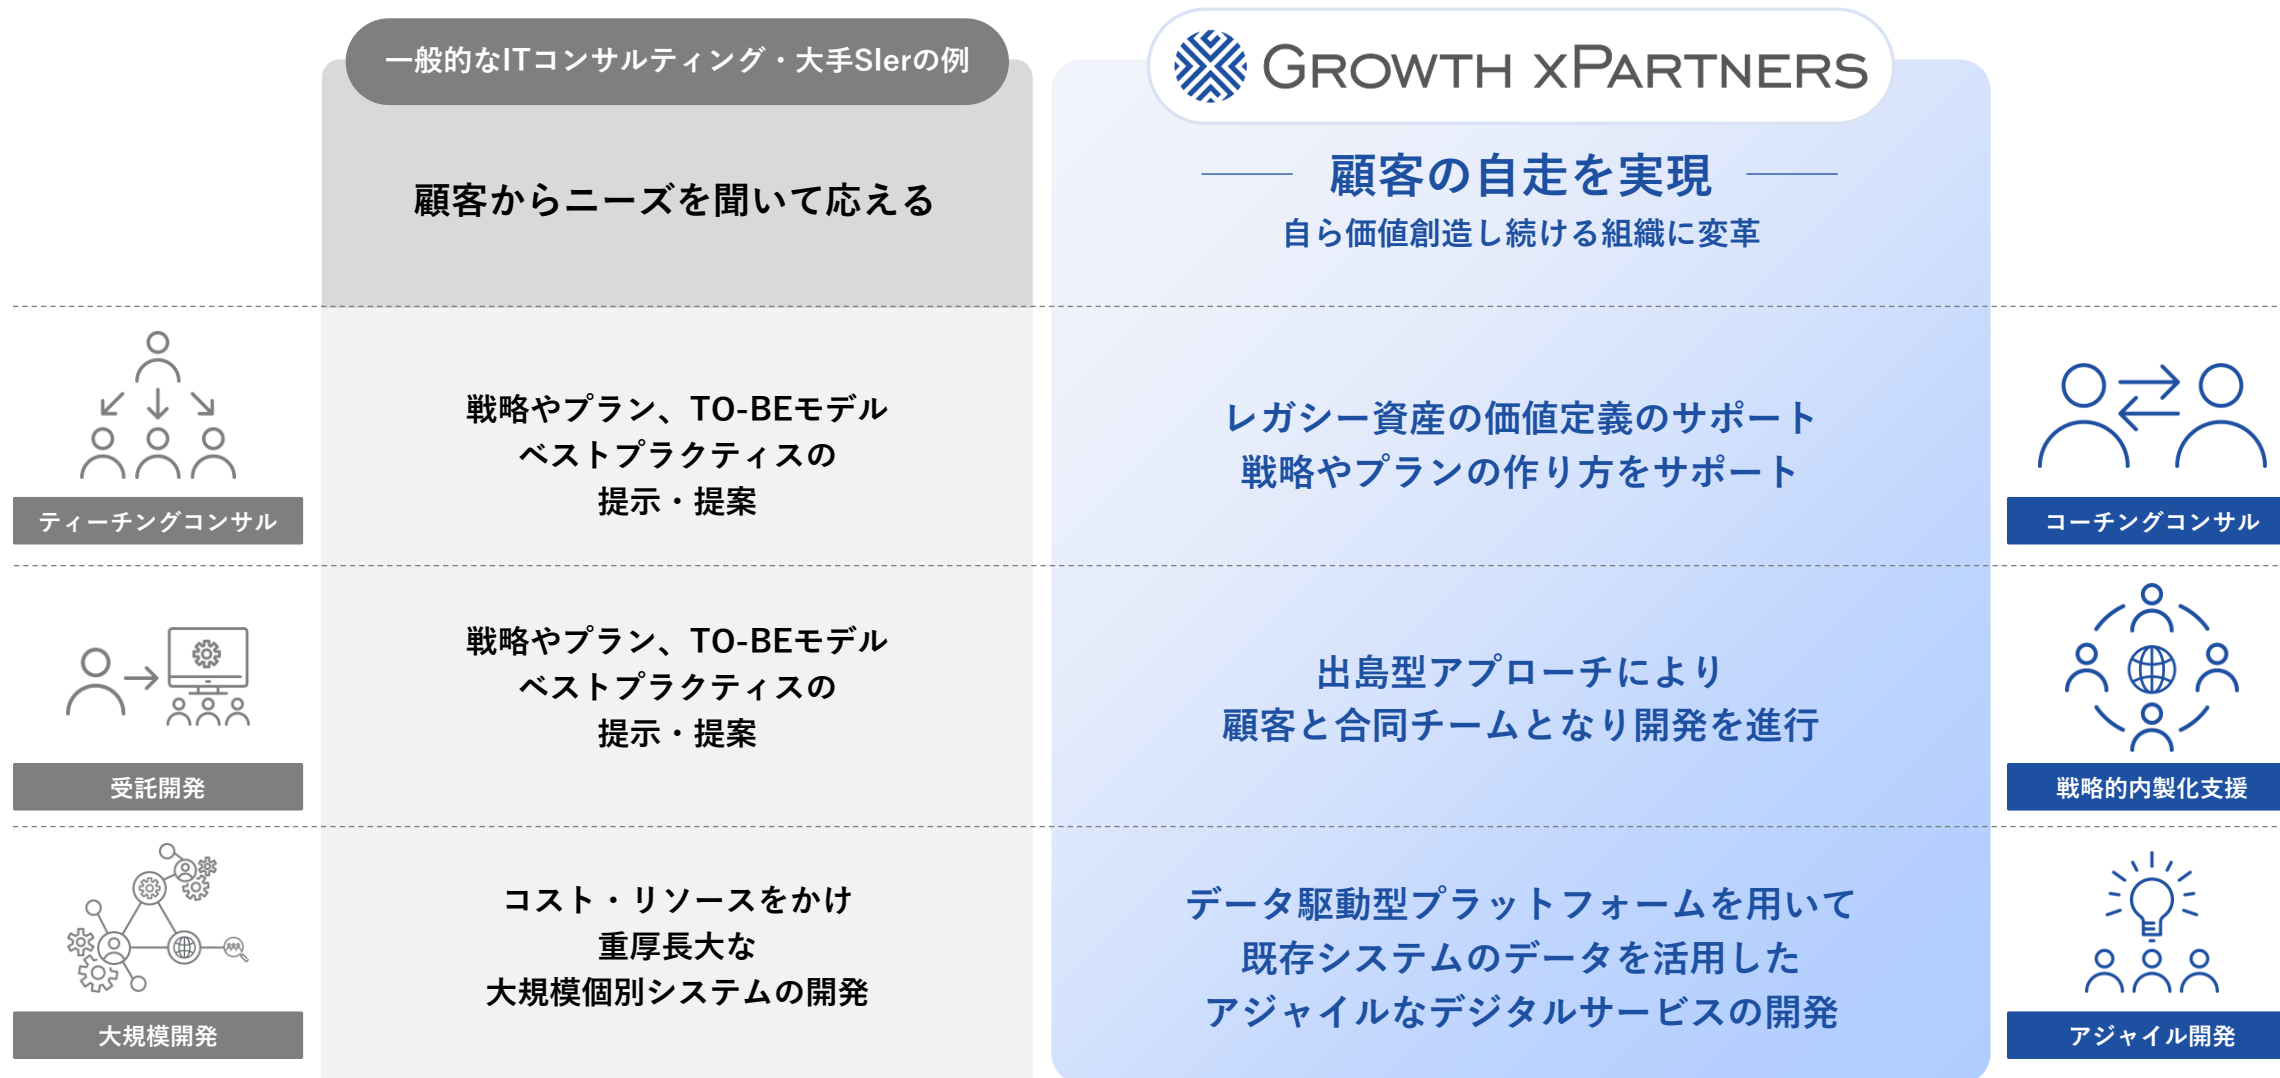 一般的なITコンサルティング・大手SIerの例
GROWTH xPARTNERS
顧客からニーズを聞いて応える
顧客の自走を実現
自ら価値創造し続ける組織に変革
ティーチングコンサル
戦略やプラン、TO-BEモデル
ベストプラクティスの
提示・提案
レガシー資産の価値定義のサポート
戦略やプランの作り方をサポート
コーチングコンサル
受託開発
戦略やプラン、TO-BEモデル
ベストプラクティスの
提示・提案
出島型アプローチにより
顧客と合同チームとなり開発を進行
戦略的内製化支援
大規模開発
コスト・リソースをかけ
重厚長大な
大規模個別システムの開発
データ駆動型プラットフォームを用いて
既存システムのデータを活用した
アジャイルなデジタルサービスの開発
アジャイル開発